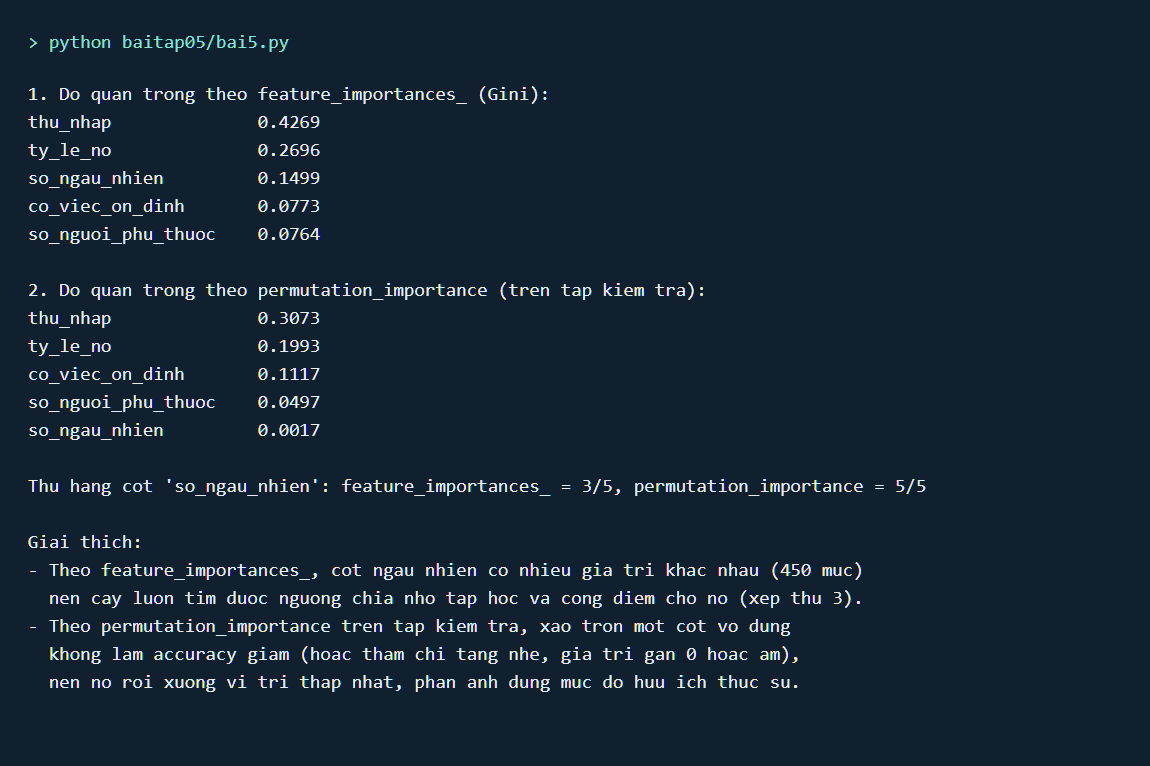 > python baitap05/bai5.py
1. Do quan trong theo feature_importances_ (Gini):
thu_nhap 0.4269
ty_le_no 0.2696
so_ngau_nhien 0.1499
co_viec_on_dinh 0.0773
so_nguoi_phu_thuoc 0.0764
2. Do quan trong theo permutation_importance (tren tap kiem tra):
thu_nhap 0.3073
ty_le_no 0.1993
co_viec_on_dinh 0.1117
so_nguoi_phu_thuoc 0.0497
so_ngau_nhien 0.0017
Thu hang cot 'so_ngau_nhien': feature_importances_ = 3/5, permutation_importance = 5/5
Giai thich:
- Theo feature_importances_, cot ngau nhien co nhieu gia tri khac nhau (450 muc)
nen cay luon tim duoc nguong chia nho tap hoc va cong diem cho no (xep thu 3).
- Theo permutation_importance tren tap kiem tra, xao tron mot cot vo dung
khong lam accuracy giam (hoac tham chi tang nhe, gia tri gan 0 hoac am),
nen no roi xuong vi tri thap nhat, phan anh dung muc do huu ich thuc su.